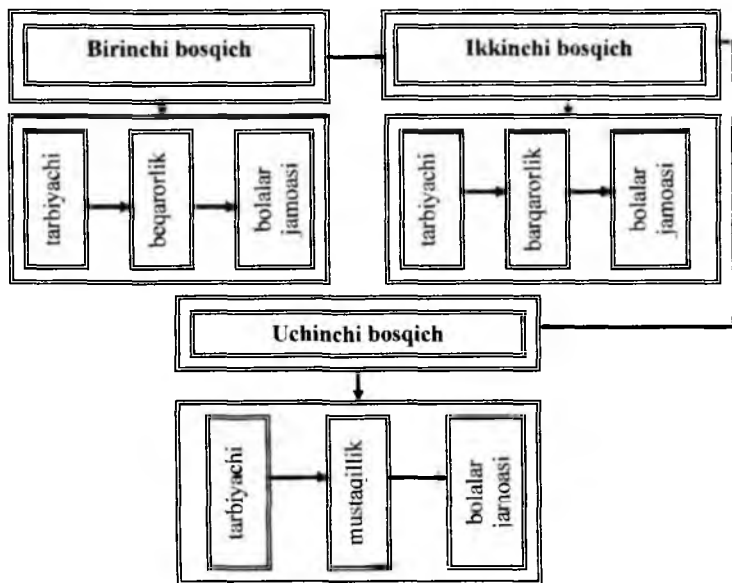 Birinchi bosqich
Ikkinchi bosqich
tarbiyachi
beqarorlik
bolalar
jamoasi
tarbiyachi
barqarorlik
bolalar
jamoasi
Uchinchi bosqich
tarbiyachi
mustaqillik
bolalar
jamoasi